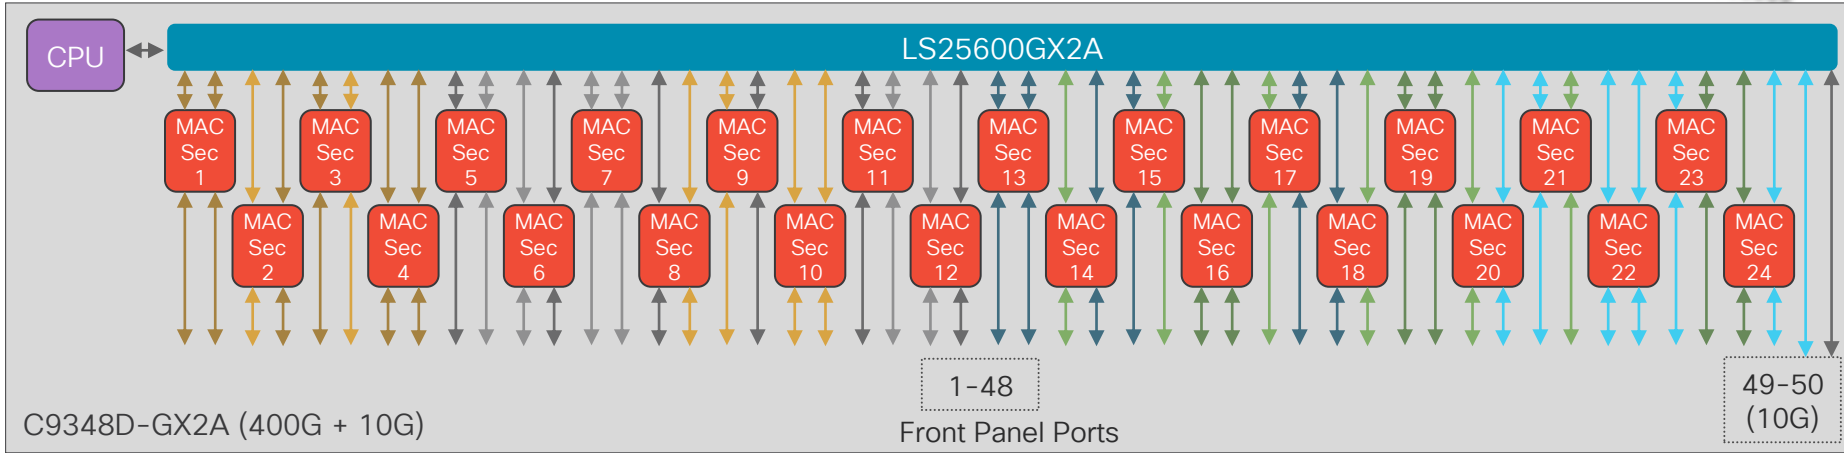 CPU
LS25600GX2A
MAC
Sec
1
MAC
Sec
2
MAC
Sec
3
MAC
Sec
4
MAC
Sec
5
MAC
Sec
6
MAC
Sec
7
MAC
Sec
8
MAC
Sec
9
MAC
Sec
10
MAC
Sec
11
MAC
Sec
12
MAC
Sec
13
MAC
Sec
14
MAC
Sec
15
MAC
Sec
16
MAC
Sec
17
MAC
Sec
18
MAC
Sec
19
MAC
Sec
20
MAC
Sec
21
MAC
Sec
22
MAC
Sec
23
MAC
Sec
24
1-48
Front Panel Ports
49-50
(10G)
C9348D-GX2A (400G + 10G)